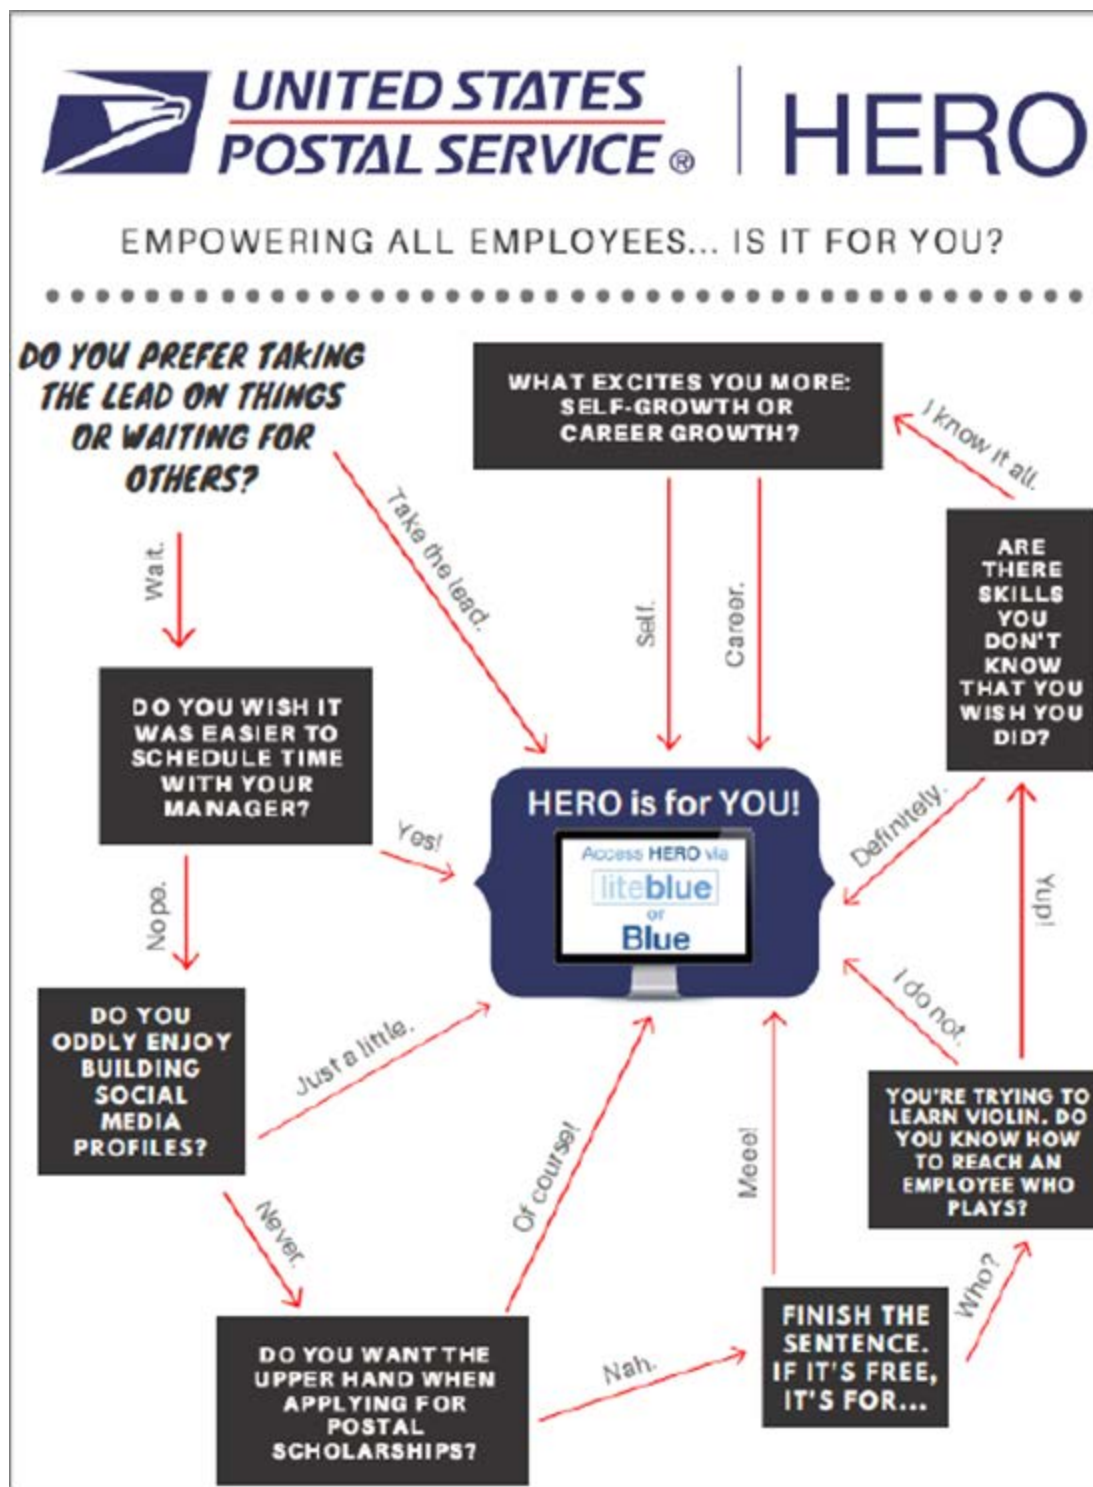 UNITED STATES
POSTAL SERVICE ®
HERO
EMPOWERING ALL EMPLOYEES... IS IT FOR YOU?
DO YOU PREFER TAKING
THE LEAD ON THINGS
OR WAITING FOR
OTHERS?
Wait.
Take the lead.
WHAT EXCITES YOU MORE:
SELF-GROWTH OR
CAREER GROWTH?
I know it all.
Self.
Career.
ARE
THERE
SKILLS
YOU
DON'T
KNOW
THAT YOU
WISH YOU
DID?
DO YOU WISH IT
WAS EASIER TO
SCHEDULE TIME
WITH YOUR
MANAGER?
Yes!
Nope.
HERO is for YOU!
Access HERO via
liteblue
or
Blue
Definitely.
Yup!
I do not.
DO YOU
ODDLY ENJOY
BUILDING
SOCIAL
MEDIA
PROFILES?
Just a little.
Never.
Of course!
Meee!
YOU'RE TRYING TO
LEARN VIOLIN. DO
YOU KNOW HOW
TO REACH AN
EMPLOYEE WHO
PLAYS?
Who?
DO YOU WANT THE
UPPER HAND WHEN
APPLYING FOR
POSTAL
SCHOLARSHIPS?
Nah.
FINISH THE
SENTENCE.
IF IT'S FREE,
IT'S FOR...